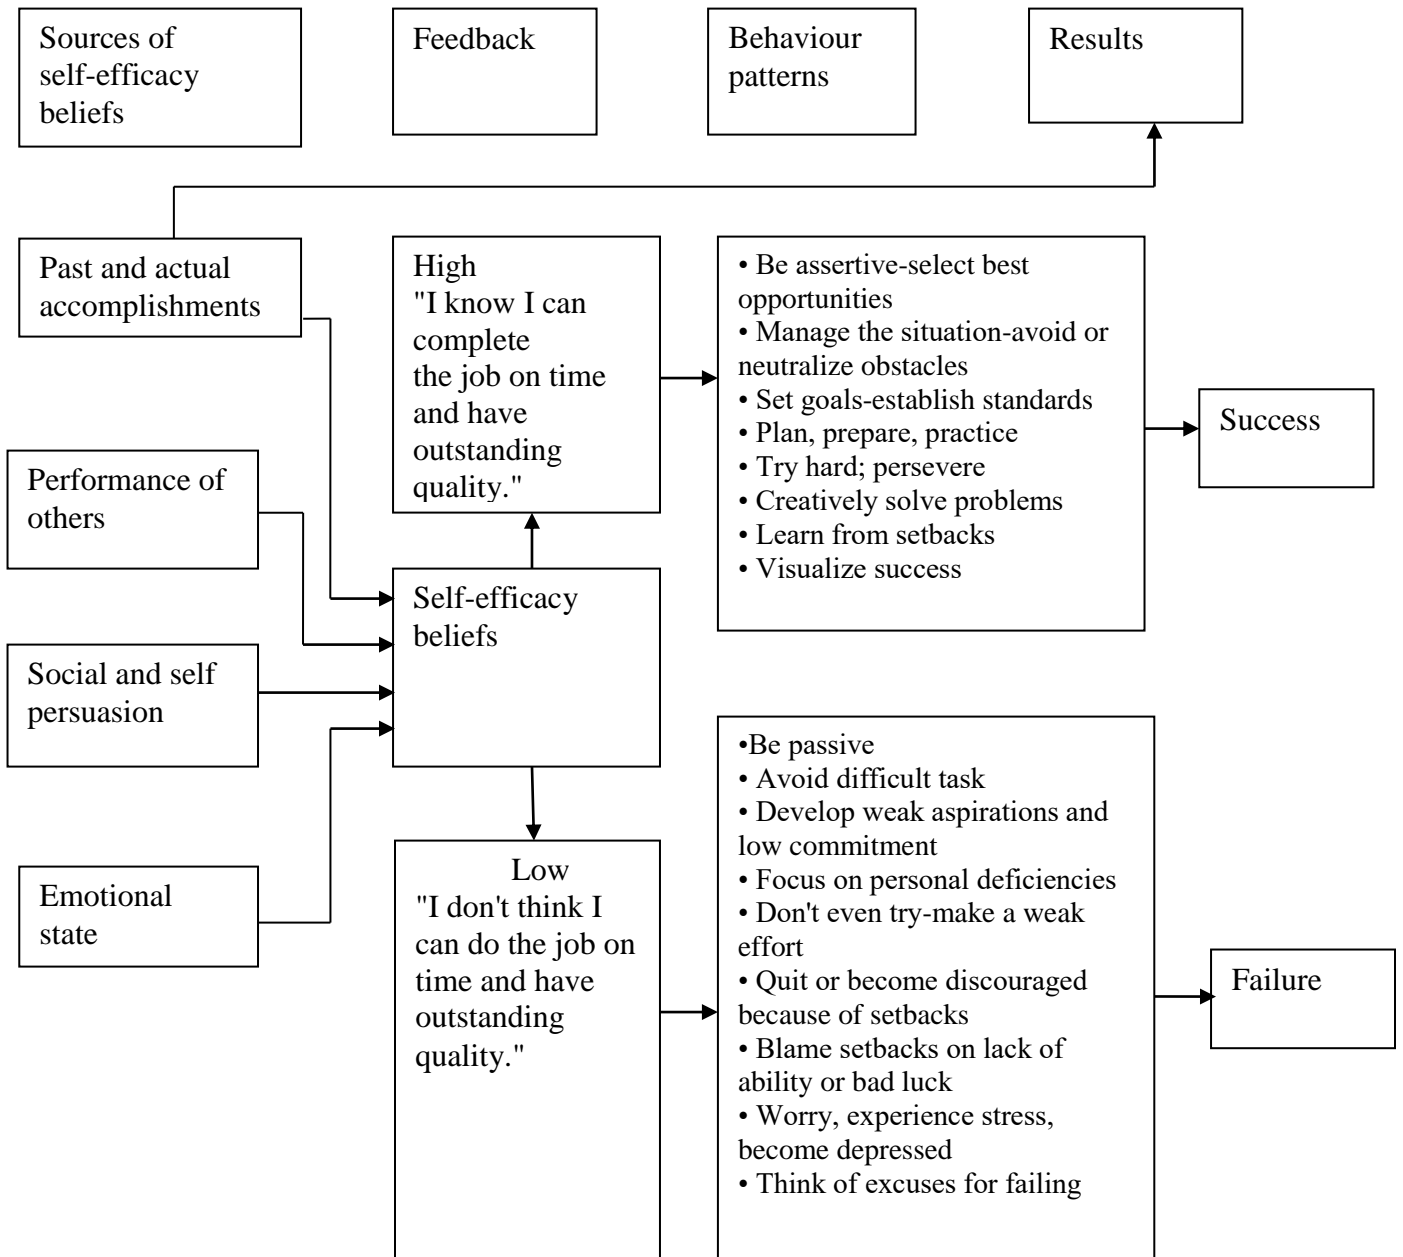 Sources of
self-efficacy
beliefs
Feedback
Behaviour
patterns
Results
Past and actual
accomplishments
Performance of
others
Social and self
persuasion
Emotional
state
High
"I know I can
complete
the job on time
and have
outstanding
quality."
Self-efficacy
beliefs
Low
"I don't think I
can do the job on
time and have
outstanding
quality."
• Be assertive-select best
opportunities
• Manage the situation-avoid or
neutralize obstacles
• Set goals-establish standards
• Plan, prepare, practice
• Try hard; persevere
• Creatively solve problems
• Learn from setbacks
• Visualize success
•Be passive
• Avoid difficult task
• Develop weak aspirations and
low commitment
• Focus on personal deficiencies
• Don't even try-make a weak
effort
• Quit or become discouraged
because of setbacks
• Blame setbacks on lack of
ability or bad luck
• Worry, experience stress,
become depressed
• Think of excuses for failing
Success
Failure